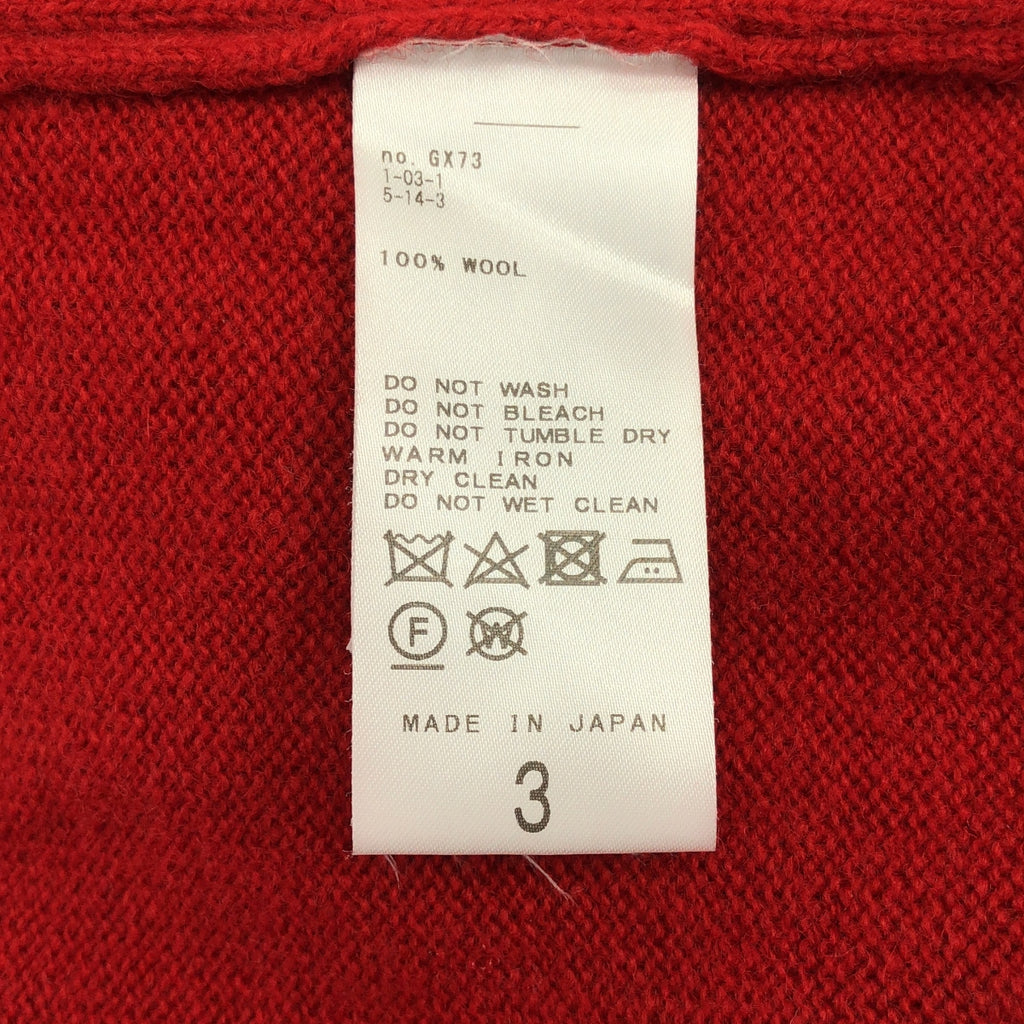 no. GX73
1-03-1
5-14-3
100% WOOL
DO NOT WASH
DO NOT BLEACH
DO NOT TUMBLE DRY
WARM IRON
DRY CLEAN
DO NOT WET CLEAN
F W
MADE IN JAPAN
3